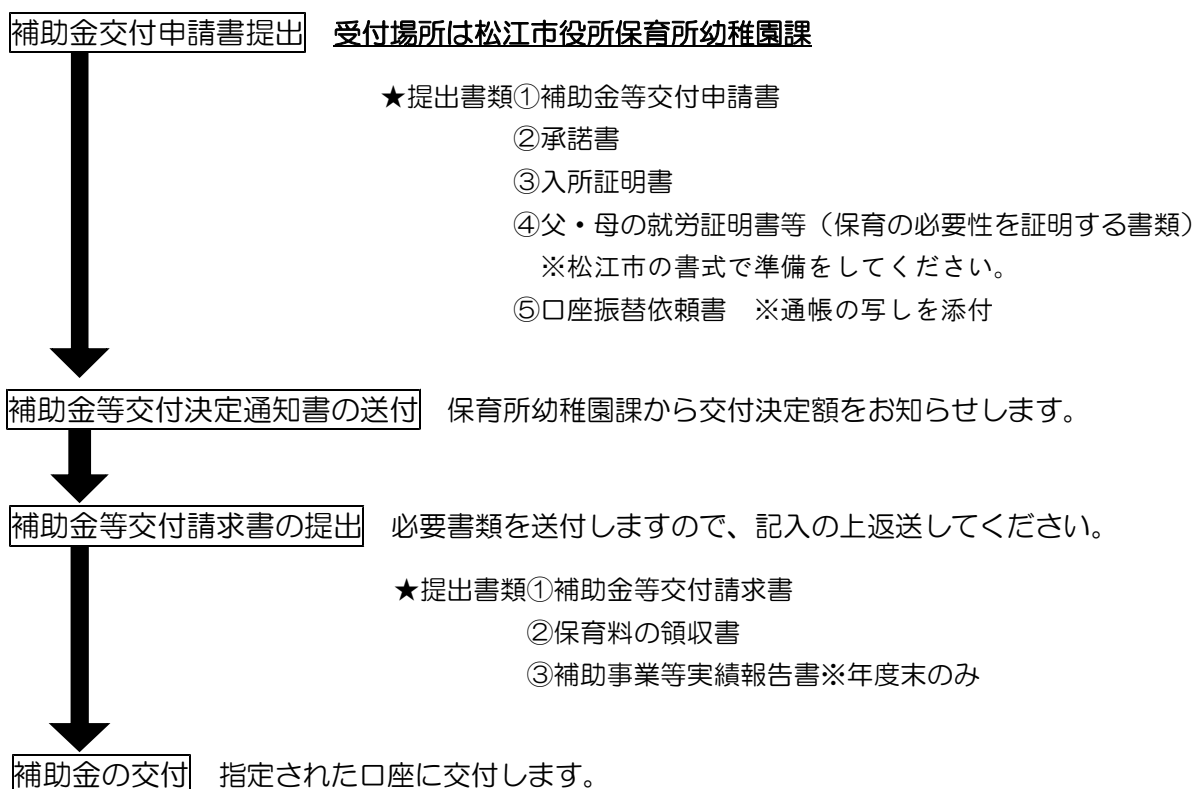 補助金交付申請書提出　受付場所は松江市役所保育所幼稚園課
★提出書類①補助金等交付申請書
②承諾書
③入所証明書
④父・母の就労証明書等（保育の必要性を証明する書類）
※松江市の書式で準備をしてください。
⑤口座振替依頼書　※通帳の写しを添付
補助金等交付決定通知書の送付　保育所幼稚園課から交付決定額をお知らせします。
補助金等交付請求書の提出　必要書類を送付しますので、記入の上返送してください。
★提出書類①補助金等交付請求書
②保育料の領収書
③補助事業等実績報告書※年度末のみ
補助金の交付　指定された口座に交付します。